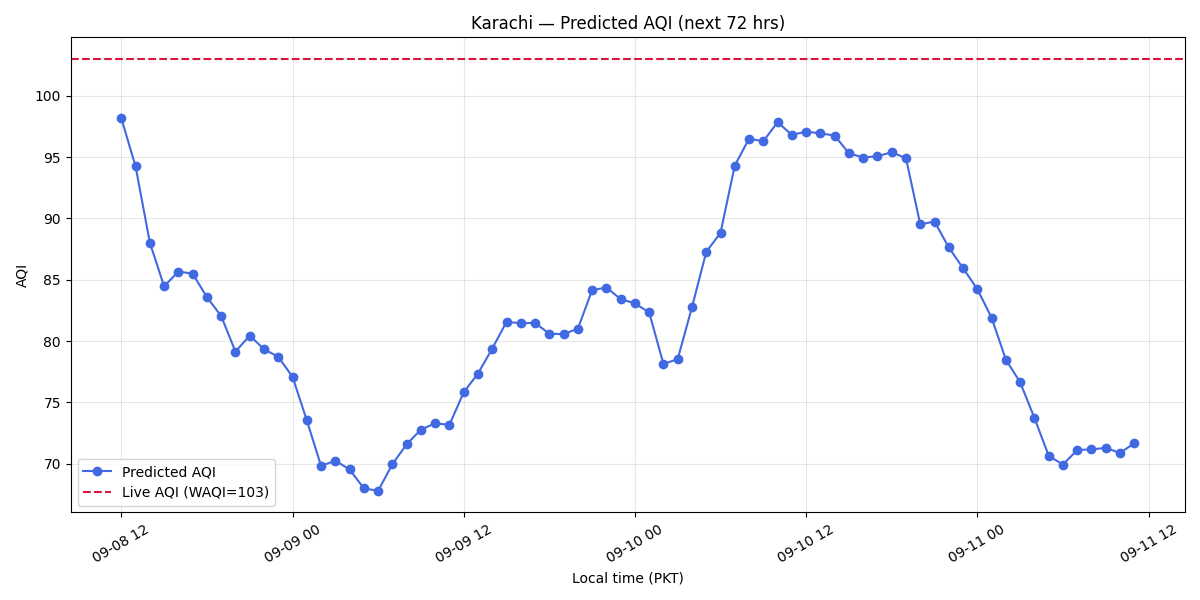 Karachi — Predicted AQI (next 72 hrs)
AQI
100
95
90
85
80
75
70
Predicted AQI
Live AQI (WAQI=103)
09-08 12
09-09 00
09-09 12
09-10 00
09-10 12
09-11 00
09-11 12
Local time (PKT)